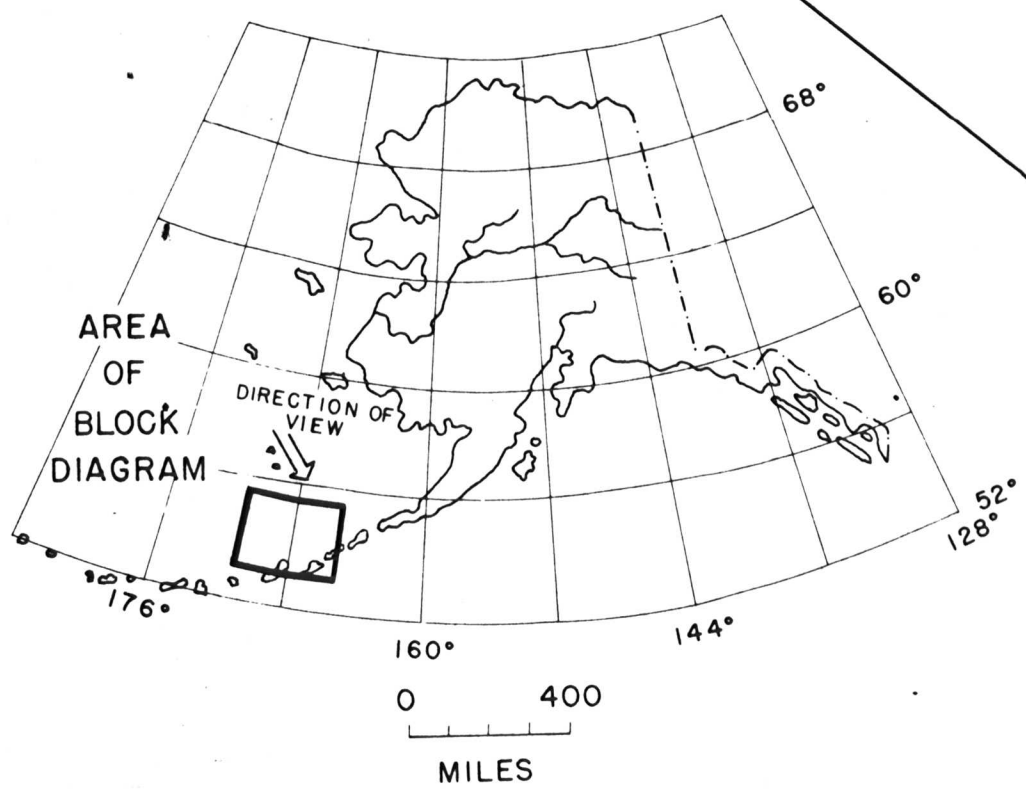 68°
60°
AREA
OF
BLOCK
DIAGRAM
DIRECTION OF
VIEW
52°
128°
176°
144°
160°
0 400
MILES